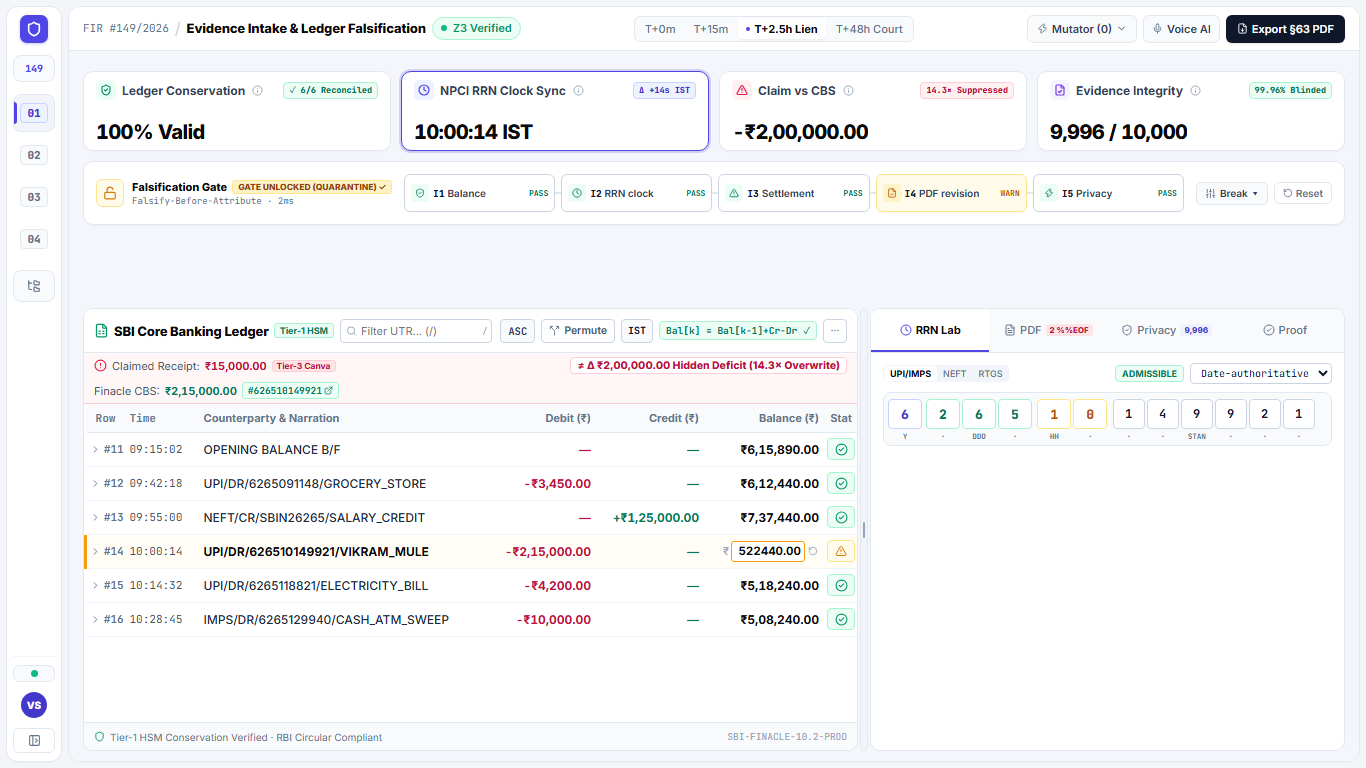 FIR #149/2026 / Evidence Intake & Ledger Falsification Z3 Verified
T+0m T+15m • T+2.5h Lien T+48h Court
Mutator (0) Voice AI Export §63 PDF
149
01
02
03
04
VS
Ledger Conservation ✓ 6/6 Reconciled
100% Valid
NPCI RRN Clock Sync Δ +14s IST
10:00:14 IST
Claim vs CBS 14.3× Suppressed
-₹2,00,000.00
Evidence Integrity 99.96% Blinded
9,996 / 10,000
Falsification Gate GATE UNLOCKED (QUARANTINE) ✓
Falsify-Before-Attribute · 2ms
I1 Balance PASS
I2 RRN clock PASS
I3 Settlement PASS
I4 PDF revision WARN
I5 Privacy PASS
Break ▾ Reset
SBI Core Banking Ledger Tier-1 HSM Filter UTR... (/) / ASC Permute IST Bal[k] = Bal[k-1]+Cr-Dr ✓ ...
Claimed Receipt: ₹15,000.00 Tier-3 Canva ≠ Δ ₹2,00,000.00 Hidden Deficit (14.3× Overwrite)
Finacle CBS: ₹2,15,000.00 #626510149921
Row Time Counterparty & Narration Debit (₹) Credit (₹) Balance (₹) Stat
#11 09:15:02 OPENING BALANCE B/F — — ₹6,15,890.00
#12 09:42:18 UPI/DR/6265091148/GROCERY_STORE -₹3,450.00 — ₹6,12,440.00
#13 09:55:00 NEFT/CR/SBIN26265/SALARY_CREDIT — +₹1,25,000.00 ₹7,37,440.00
#14 10:00:14 UPI/DR/626510149921/VIKRAM_MULE -₹2,15,000.00 — ₹ 522440.00
#15 10:14:32 UPI/DR/6265118821/ELECTRICITY_BILL -₹4,200.00 — ₹5,18,240.00
#16 10:28:45 IMPS/DR/6265129940/CASH_ATM_SWEEP -₹10,000.00 — ₹5,08,240.00
Tier-1 HSM Conservation Verified · RBI Circular Compliant SBI-FINACLE-10.2-PROD
RRN Lab PDF 2 %%EOF Privacy 9,996 Proof
UPI/IMPS NEFT RTGS ADMISSIBLE Date-authoritative
6 2 6 5 1 0 1 4 9 9 2 1
Y · DDD · HH · · · STAN · · ·